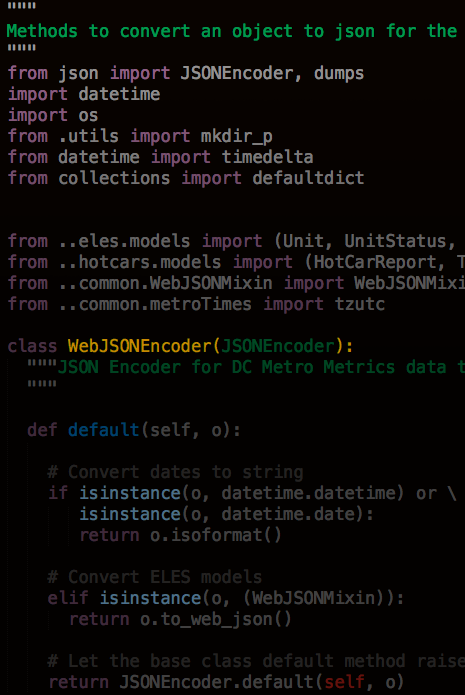 """
Methods to convert an object to json for the
"""
from json import JSONEncoder, dumps
import datetime
import os
from .utils import mkdir_p
from datetime import timedelta
from collections import defaultdict
from ..eles.models import (Unit, UnitStatus,
from ..hotcars.models import (HotCarReport, T
from ..common.WebJSONMixin import WebJSONMixi
from ..common.metroTimes import tzutc
class WebJSONEncoder(JSONEncoder):
"""JSON Encoder for DC Metro Metrics data t
"""
def default(self, o):
# Convert dates to string
if isinstance(o, datetime.datetime) or \
isinstance(o, datetime.date):
return o.isoformat()
# Convert ELES models
elif isinstance(o, (WebJSONMixin)):
return o.to_web_json()
# Let the base class default method raise
return JSONEncoder.default(self, o)